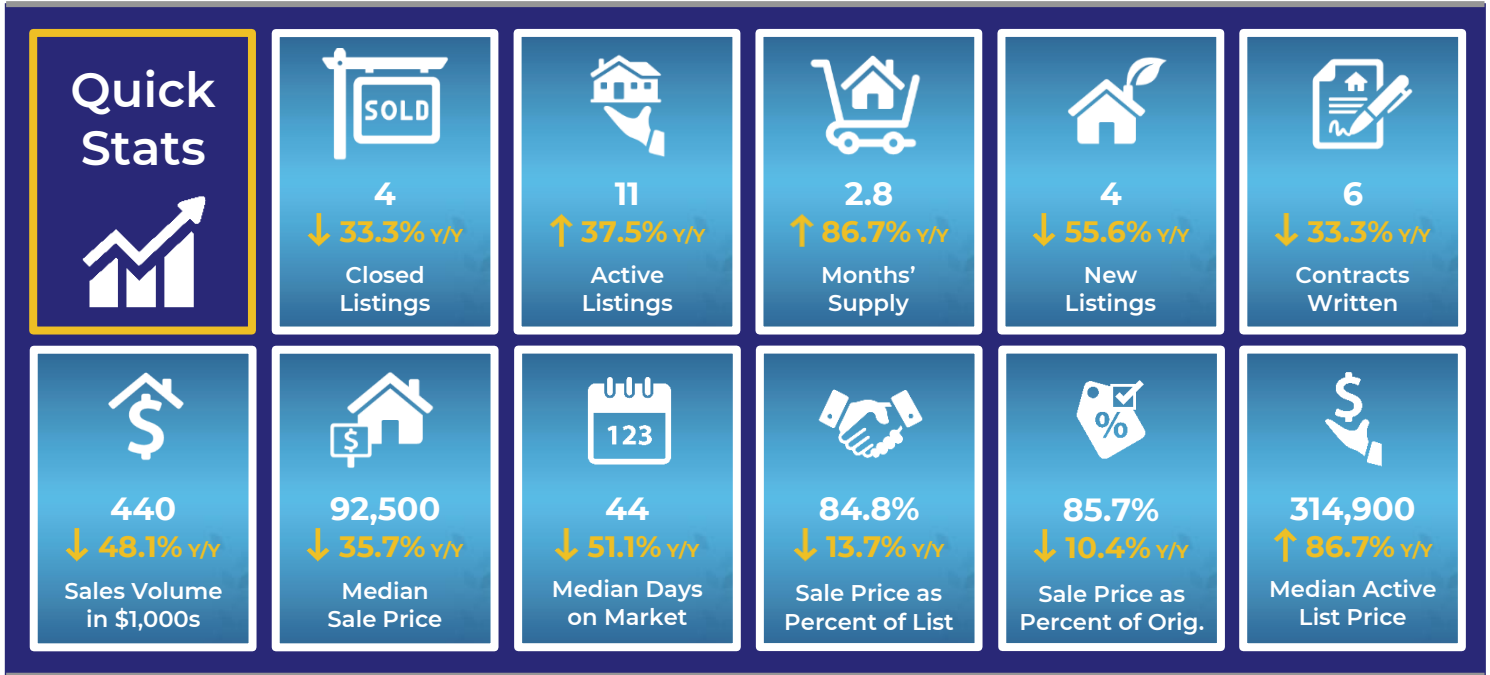 Quick
Stats
SOLD
4
↓ 33.3% Y/Y
Closed
Listings
11
↑ 37.5% Y/Y
Active
Listings
2.8
↑ 86.7% Y/Y
Months’
Supply
4
↓ 55.6% Y/Y
New
Listings
6
↓ 33.3% Y/Y
Contracts
Written
$
440
↓ 48.1% Y/Y
Sales Volume
in $1,000s
$
92,500
↓ 35.7% Y/Y
Median
Sale Price
123
44
↓ 51.1% Y/Y
Median Days
on Market
84.8%
↓ 13.7% Y/Y
Sale Price as
Percent of List
%
85.7%
↓ 10.4% Y/Y
Sale Price as
Percent of Orig.
$
314,900
↑ 86.7% Y/Y
Median Active
List Price